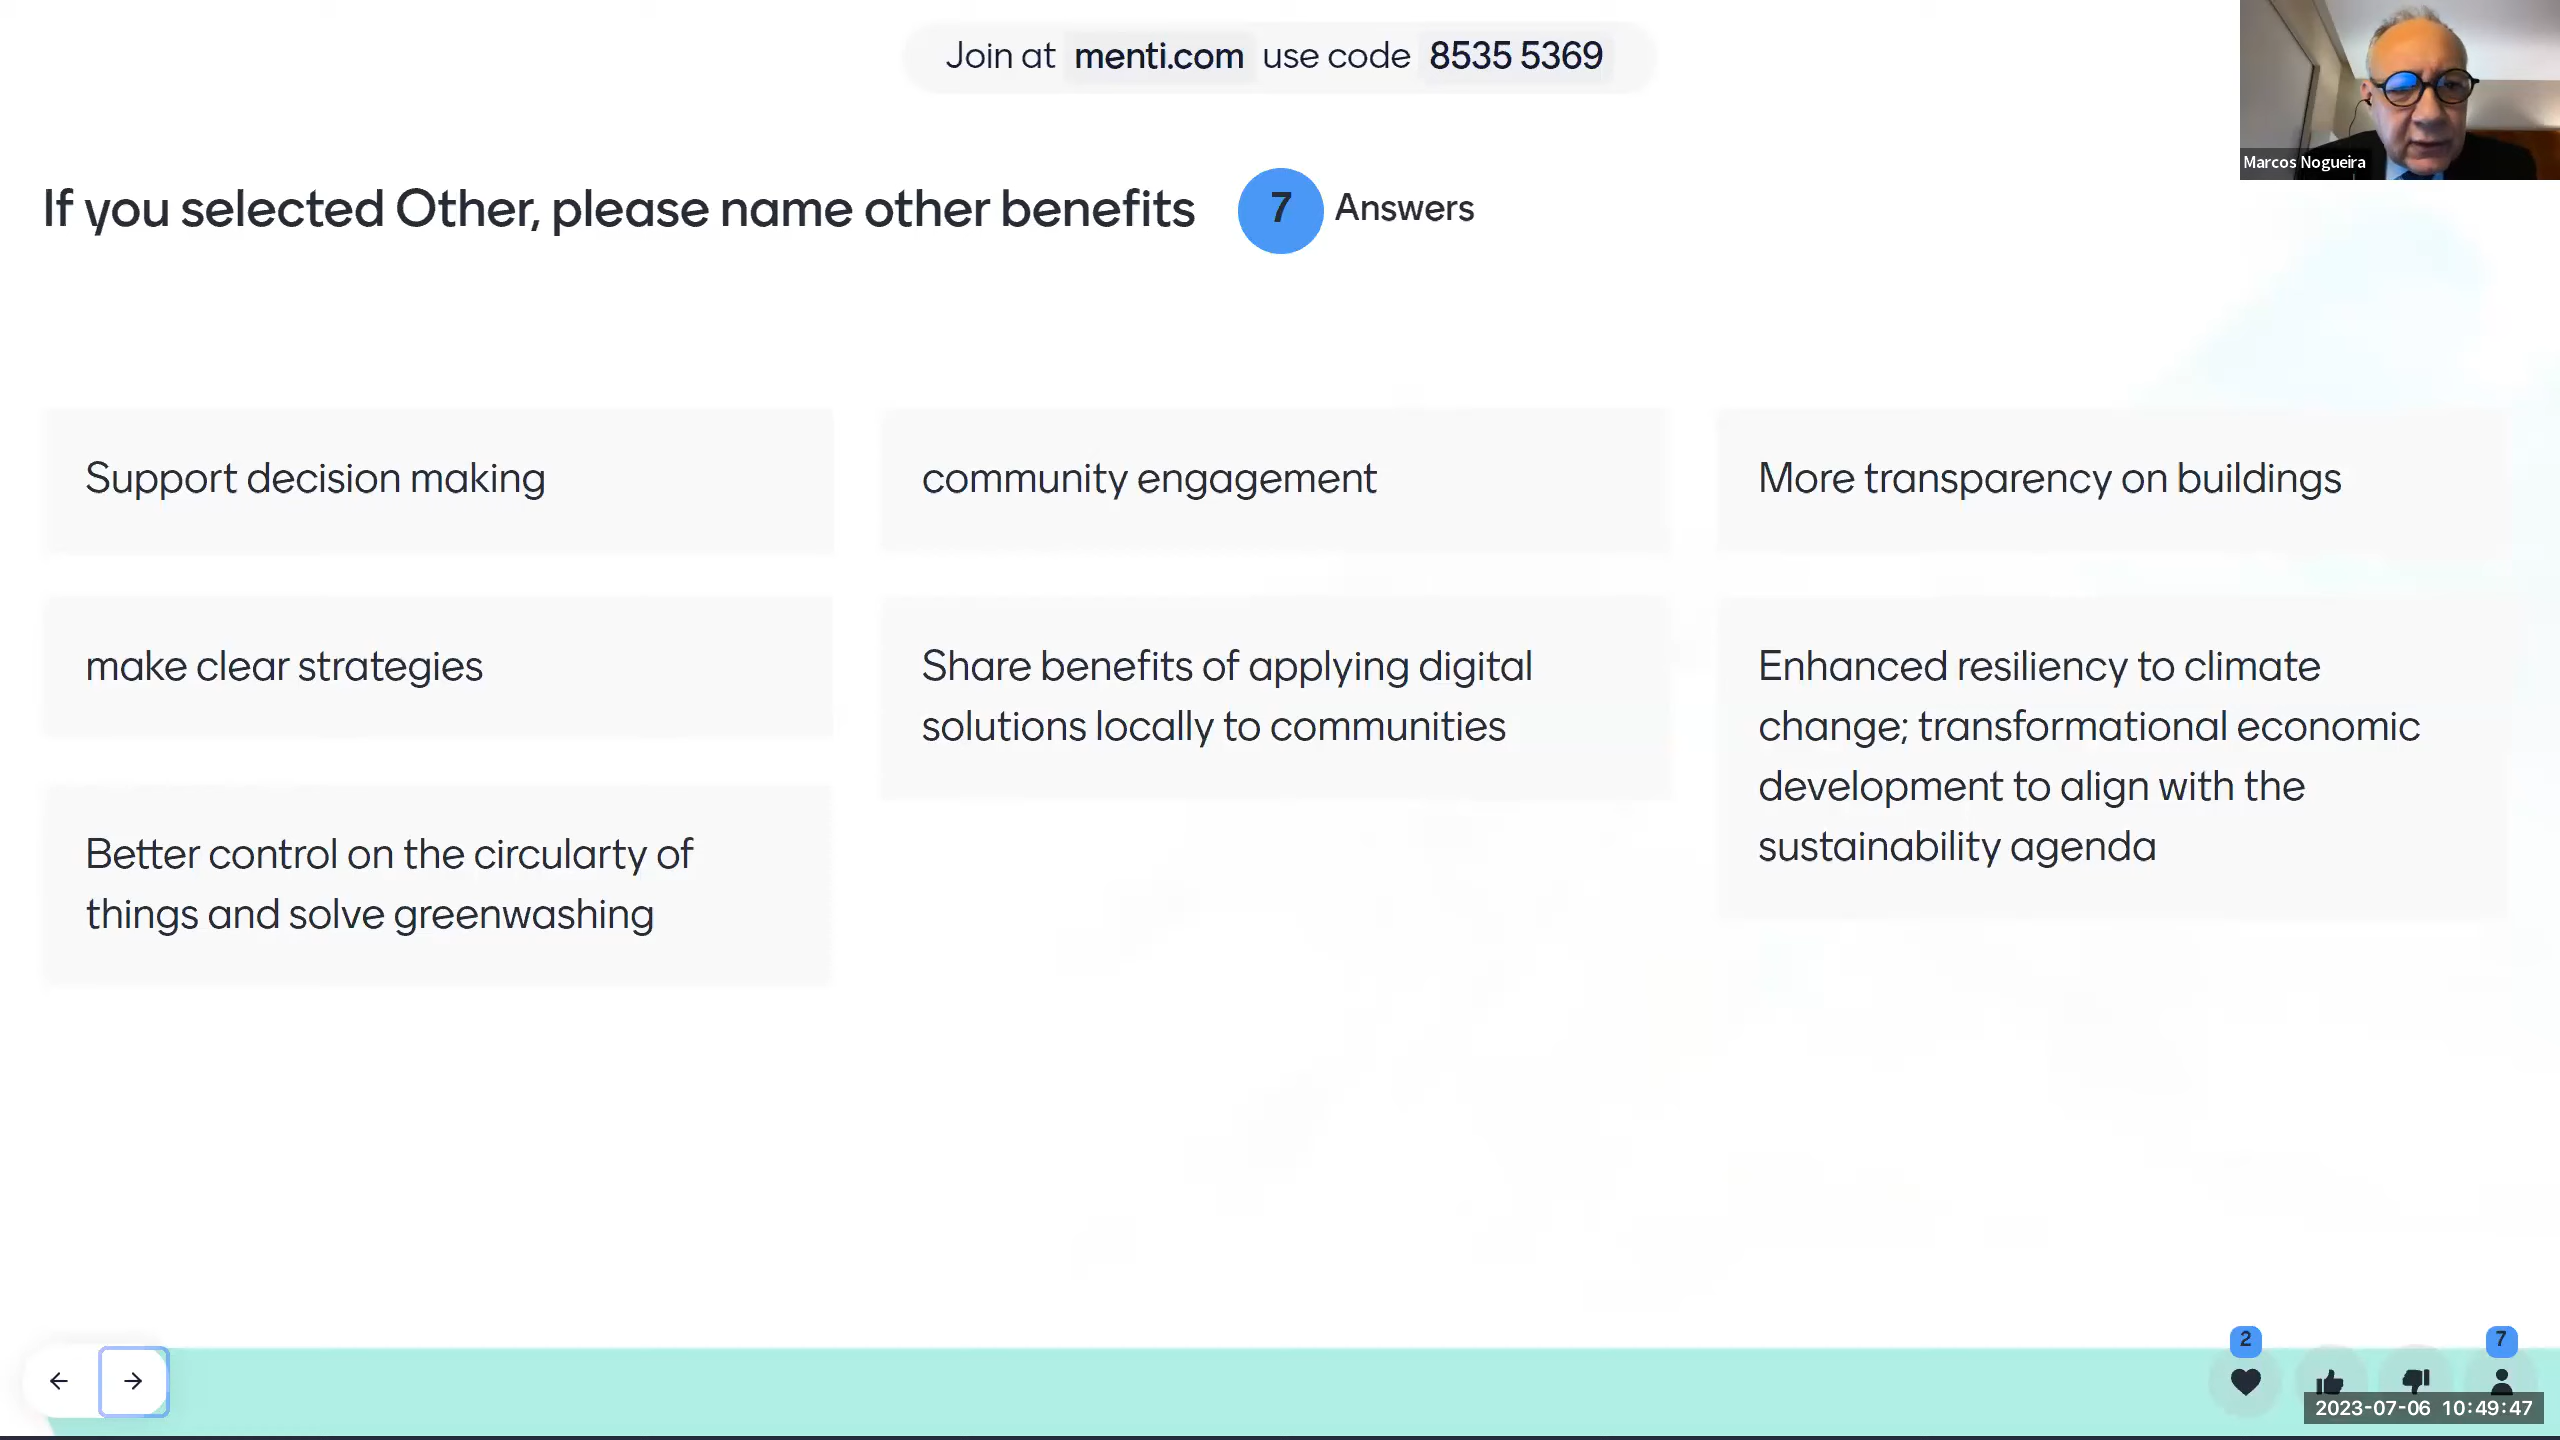 Join at menti.com use code 8535 5369
Marcos Nogueira
If you selected Other, please name other benefits
7 Answers
Support decision making
community engagement
More transparency on buildings
make clear strategies
Share benefits of applying digital
solutions locally to communities
Enhanced resiliency to climate
change; transformational economic
development to align with the
sustainability agenda
Better control on the circularty of
things and solve greenwashing
2
7
2023-07-06 10:49:47